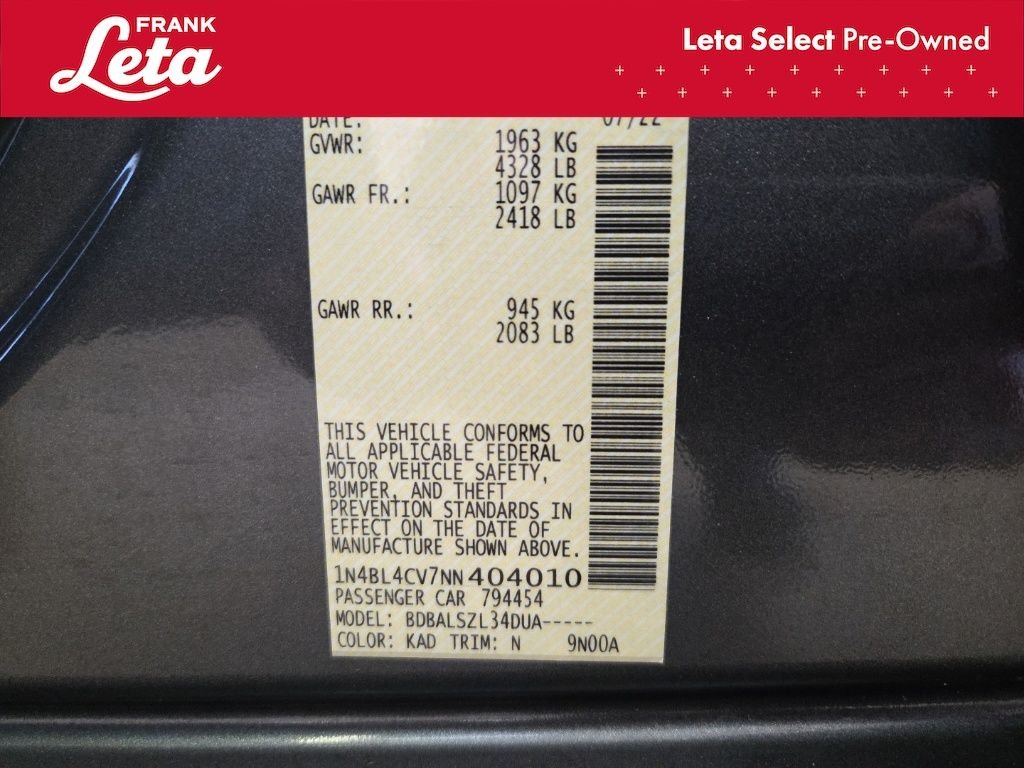 FRANK
Leta
Leta Select Pre-Owned
DATE: 07/22
GVWR: 1963 KG
4328 LB
GAWR FR.: 1097 KG
2418 LB
GAWR RR.: 945 KG
2083 LB
THIS VEHICLE CONFORMS TO
ALL APPLICABLE FEDERAL
MOTOR VEHICLE SAFETY,
BUMPER, AND THEFT
PREVENTION STANDARDS IN
EFFECT ON THE DATE OF
MANUFACTURE SHOWN ABOVE.
1N4BL4CV7NN404010
PASSENGER CAR 794454
MODEL: BDBALSZL34DUA-----
COLOR: KAD TRIM: N 9N00A